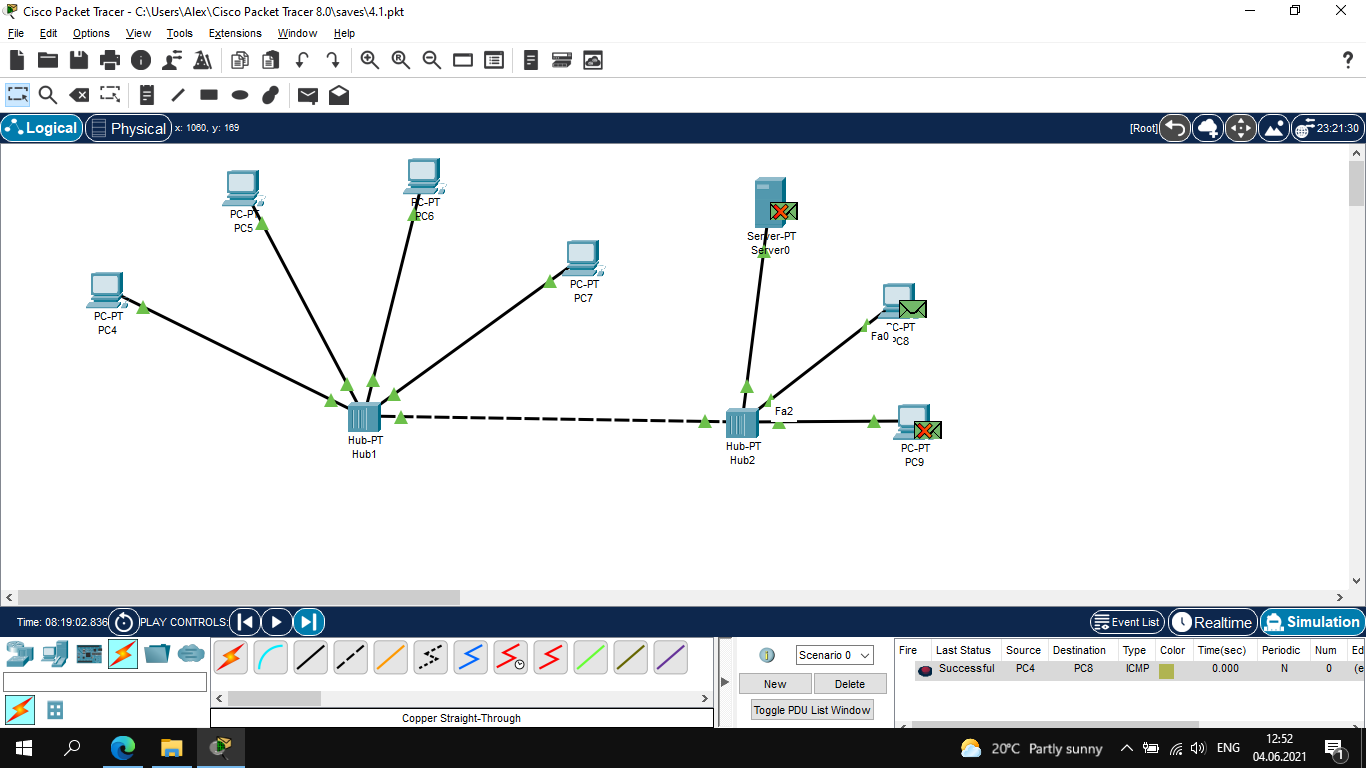 Cisco Packet Tracer - C:\Users\Alex\Cisco Packet Tracer 8.0\saves\4.1.pkt
File Edit Options View Tools Extensions Window Help
Logical Physical x: 1060, y: 169 [Root] 23:21:30
PC-PT
PC5
PC-PT
PC6
PC-PT
PC7
PC-PT
PC4
Server-PT
Server0
PC-PT
PC8
Fa0
Fa2
PC-PT
PC9
Hub-PT
Hub1
Hub-PT
Hub2
Time: 08:19:02.836 PLAY CONTROLS: Event List Realtime Simulation
Scenario 0
New Delete
Toggle PDU List Window
Copper Straight-Through
Fire Last Status Source Destination Type Color Time(sec) Periodic Num Ed
Successful PC4 PC8 ICMP 0.000 N 0 (e
20°C Partly sunny ENG 12:52
04.06.2021
1